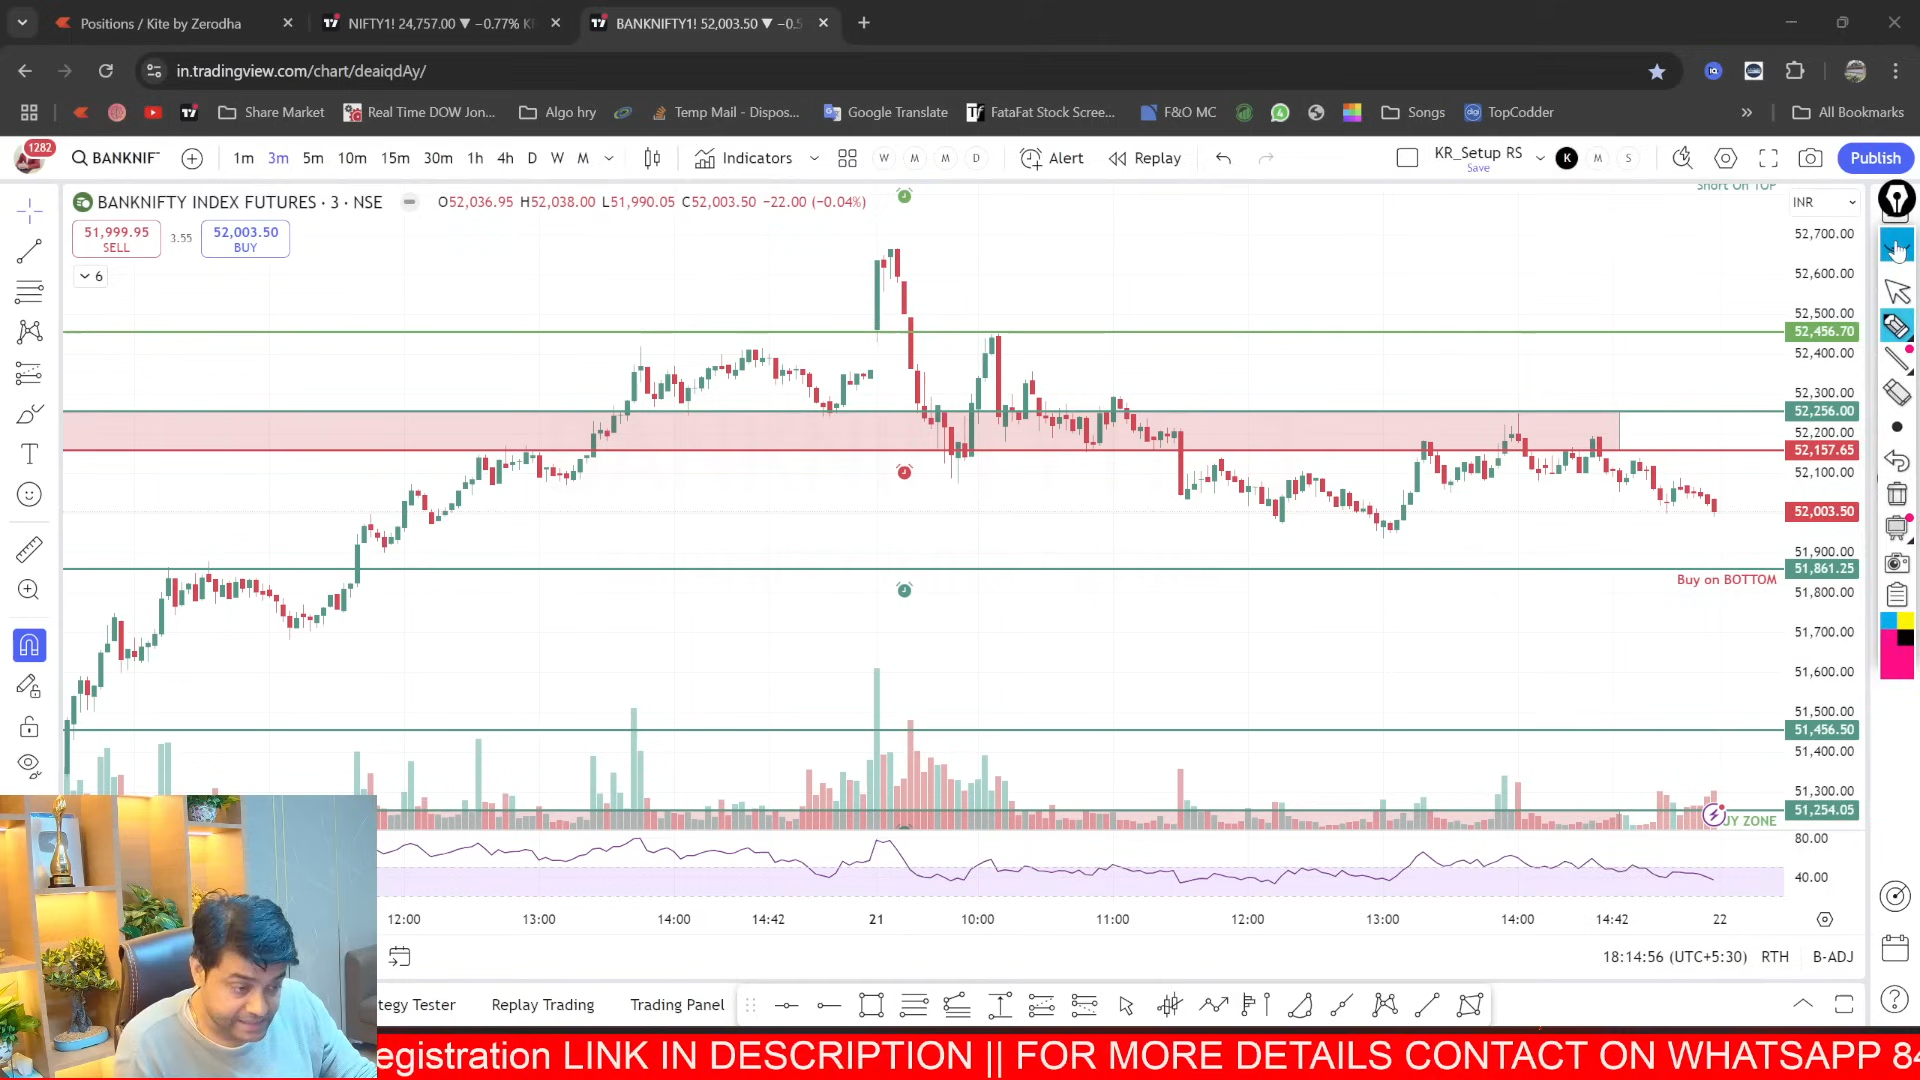 Positions / Kite by Zerodha
NIFTY1! 24,757.00 ▼ −0.77%
BANKNIFTY1! 52,003.50 ▼
in.tradingview.com/chart/deaiqdAy/
Share Market
Real Time DOW Jon...
Algo hry
Temp Mail - Dispos...
Google Translate
FataFat Stock Scree...
F&O MC
Songs
TopCoder
All Bookmarks
1282
BANKNIF
1m 3m 5m 10m 15m 30m 1h 4h D W M
Indicators
W M M D
Alert
Replay
KR_Setup RS
Save
K M S
Publish
BANKNIFTY INDEX FUTURES · 3 · NSE
O52,036.95 H52,038.00 L51,990.05 C52,003.50 −22.00 (−0.04%)
51,999.95
SELL
3.55
52,003.50
BUY
6
Short On TOP
INR
52,700.00
52,600.00
52,500.00
52,456.70
52,400.00
52,300.00
52,256.00
52,200.00
52,157.65
52,100.00
52,003.50
51,900.00
51,861.25
Buy on BOTTOM
51,800.00
51,700.00
51,600.00
51,500.00
51,456.50
51,400.00
51,300.00
51,254.05
UY ZONE
80.00
40.00
12:00 13:00 14:00 14:42 21 10:00 11:00 12:00 13:00 14:00 14:42 22
18:14:56 (UTC+5:30) RTH B-ADJ
tegy Tester
Replay Trading
Trading Panel
egistration LINK IN DESCRIPTION || FOR MORE DETAILS CONTACT ON WHATSAPP 84